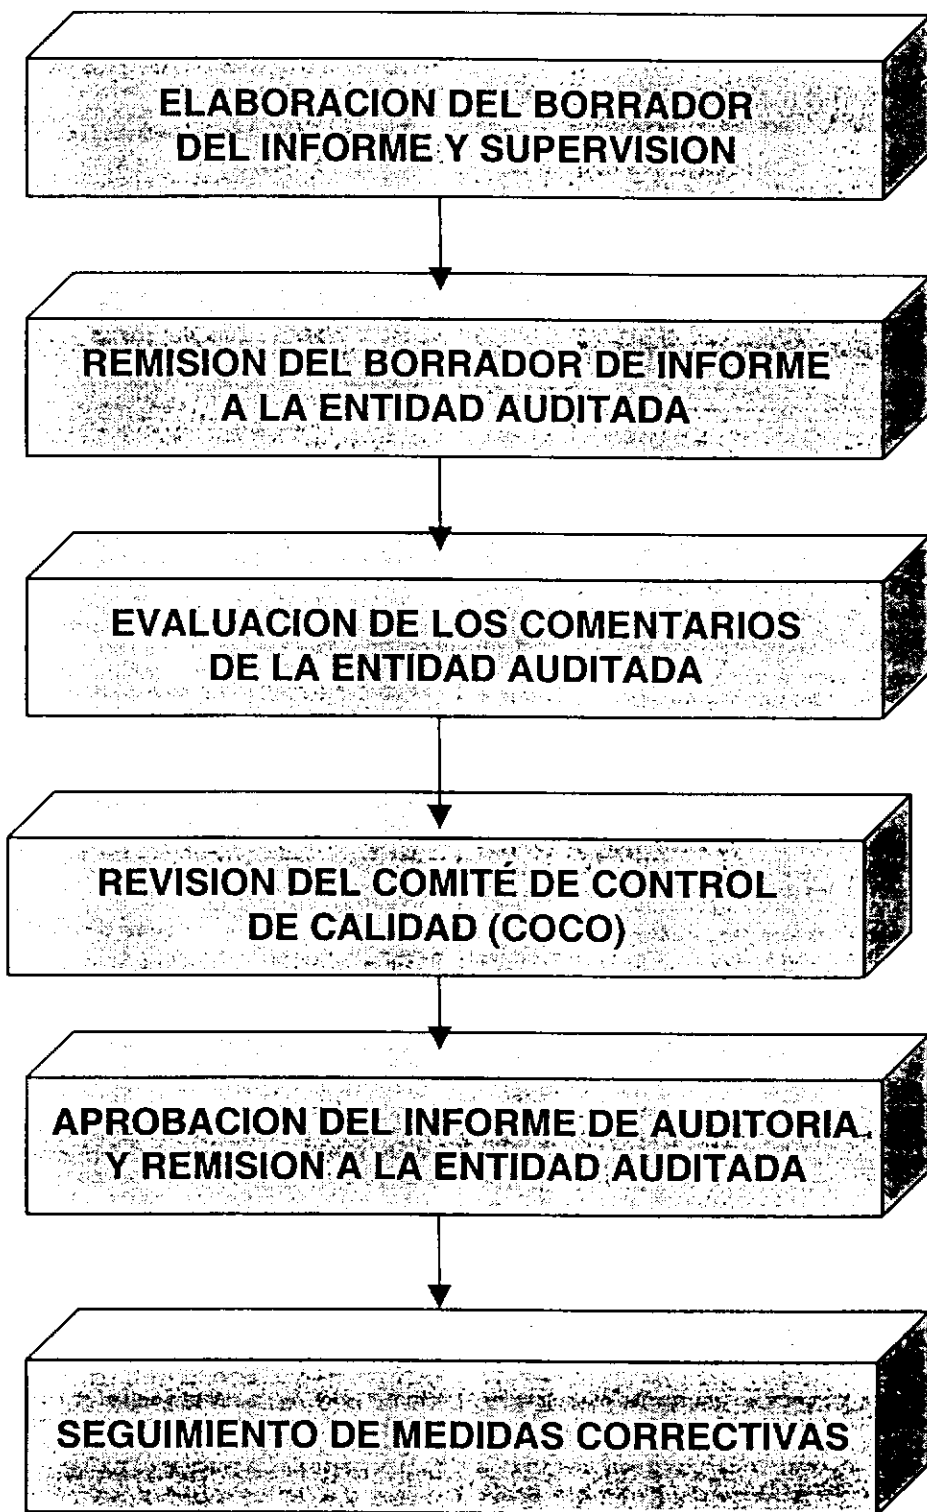 ELABORACION DEL BORRADOR
DEL INFORME Y SUPERVISION
REMISION DEL BORRADOR DE INFORME
A LA ENTIDAD AUDITADA
EVALUACION DE LOS COMENTARIOS
DE LA ENTIDAD AUDITADA
REVISION DEL COMITÉ DE CONTROL
DE CALIDAD (COCO)
APROBACION DEL INFORME DE AUDITORIA
Y REMISION A LA ENTIDAD AUDITADA
SEGUIMIENTO DE MEDIDAS CORRECTIVAS